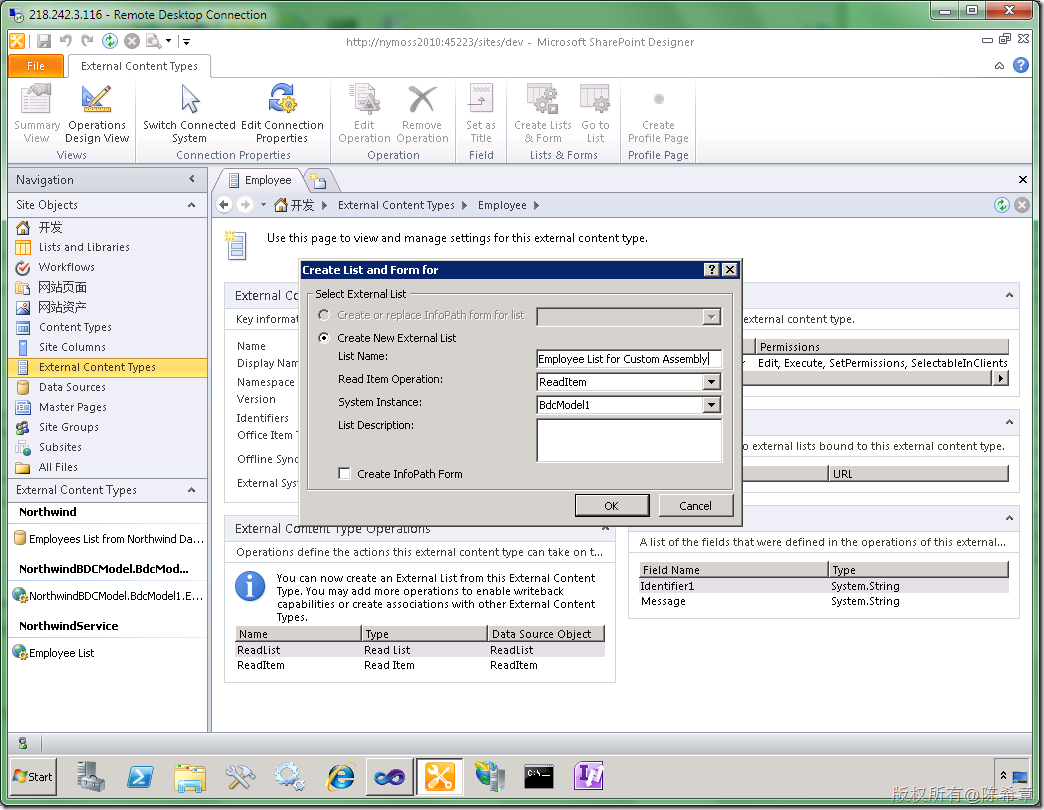 218.242.3.116 - Remote Desktop Connection
http://nymoss2010:45223/sites/dev - Microsoft SharePoint Designer
File
External Content Types
Summary View
Operations Design View
Views
Switch Connected System
Edit Connection Properties
Connection Properties
Edit Operation
Remove Operation
Operation
Set as Title
Field
Create Lists & Form
Go to List
Lists & Forms
Create Profile Page
Profile Page
Navigation
Site Objects
开发
Lists and Libraries
Workflows
网站页面
网站资产
Content Types
Site Columns
External Content Types
Data Sources
Master Pages
Site Groups
Subsites
All Files
External Content Types
Northwind
Employees List from Northwind Da...
NorthwindBDCModel.BdcMod...
NorthwindBDCModel.BdcModel1.E...
NorthwindService
Employee List
Employee
开发
External Content Types
Employee
Use this page to view and manage settings for this external content type.
Key informat
Name
Display Nam
Namespace
Version
Identifiers
Office Item T
Offline Sync
External Sys
external content type.
Permissions
Edit, Execute, SetPermissions, SelectableInClients
o external lists bound to this external content type.
URL
Create List and Form for
Select External List
Create or replace InfoPath form for list
Create New External List
List Name:
Employee List for Custom Assembly
Read Item Operation:
ReadItem
System Instance:
BdcModel1
List Description:
Create InfoPath Form
OK
Cancel
External Content Type Operations
Operations define the actions this external content type can take on t...
You can now create an External List from this External Content
Type. You may add more operations to enable writeback
capabilities or create associations with other External Content
Types.
Name Type Data Source Object
ReadList Read List ReadList
ReadItem Read Item ReadItem
A list of the fields that were defined in the operations of this external...
Field Name Type
Identifier1 System.String
Message System.String
Start
版权所有@陈希章